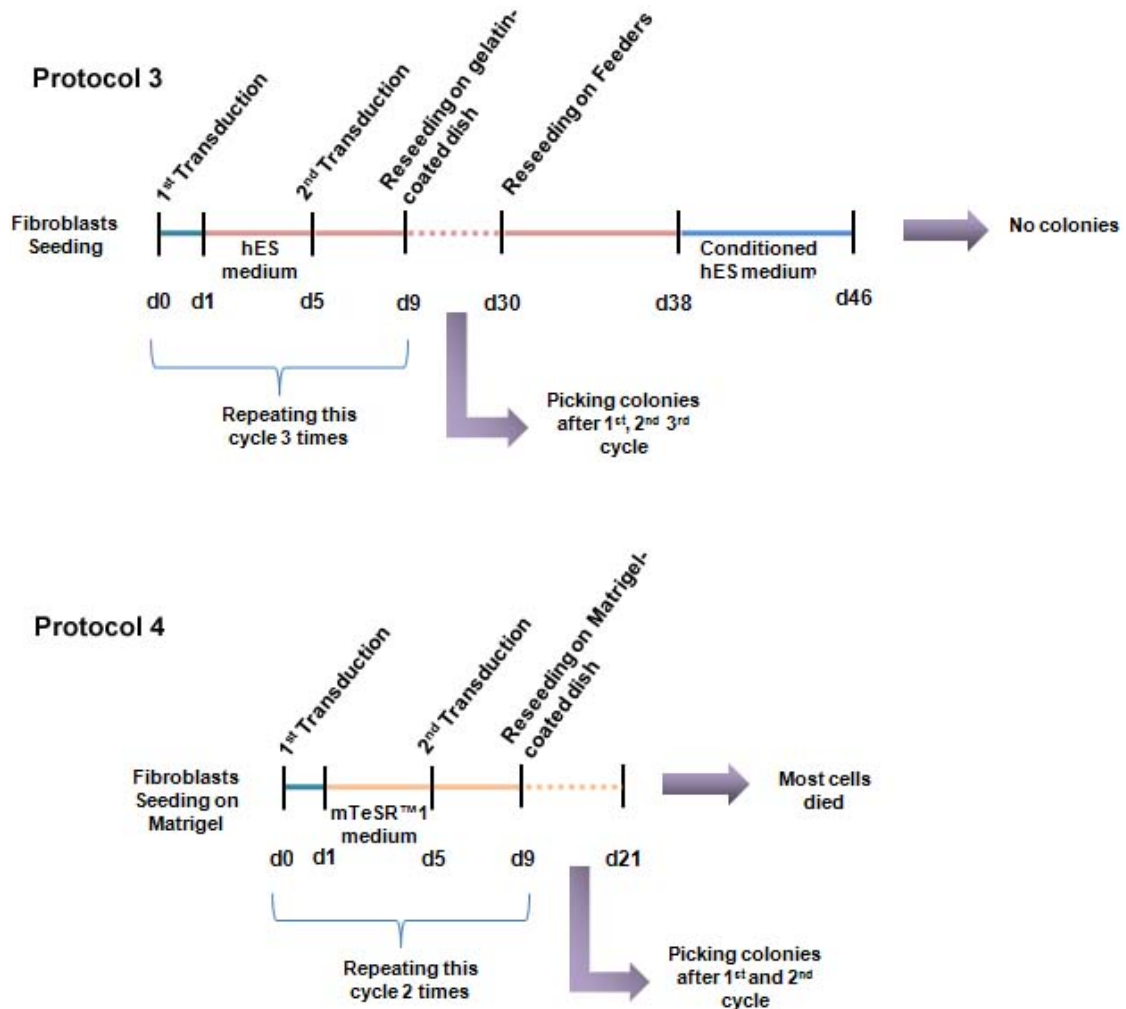 Protocol 3
1st Transduction
2nd Transduction
Reseeding on gelatin-
coated dish
Reseeding on Feeders
Fibroblasts
Seeding
hES
medium
Conditioned
hES medium
No colonies
d0
d1
d5
d9
d30
d38
d46
Repeating this
cycle 3 times
Picking colonies
after 1st, 2nd 3rd
cycle
Protocol 4
1st Transduction
2nd Transduction
Reseeding on Matrigel-
coated dish
Fibroblasts
Seeding on
Matrigel
mTeSR™1
medium
Most cells
died
d0
d1
d5
d9
d21
Repeating this
cycle 2 times
Picking colonies
after 1st and 2nd
cycle